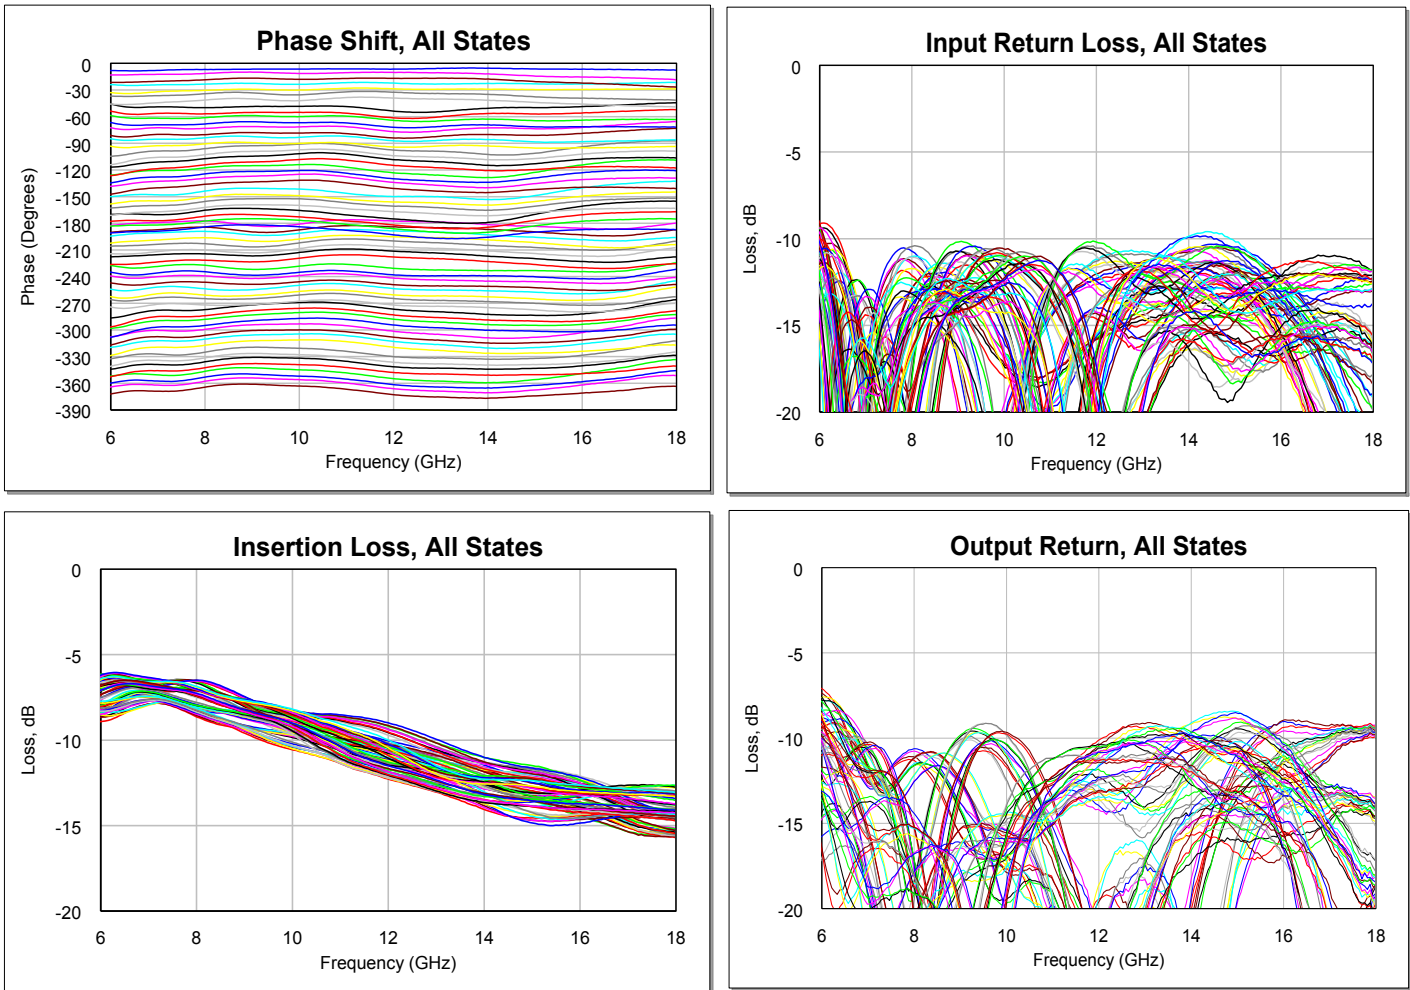 Phase Shift, All States
0
-30
-60
-90
-120
-150
-180
-210
-240
-270
-300
-330
-360
-390
Phase (Degrees)
6 8 10 12 14 16 18
Frequency (GHz)
Input Return Loss, All States
0
-5
-10
-15
-20
Loss, dB
6 8 10 12 14 16 18
Frequency (GHz)
Insertion Loss, All States
0
-5
-10
-15
-20
Loss, dB
6 8 10 12 14 16 18
Frequency (GHz)
Output Return, All States
0
-5
-10
-15
-20
Loss, dB
6 8 10 12 14 16 18
Frequency (GHz)